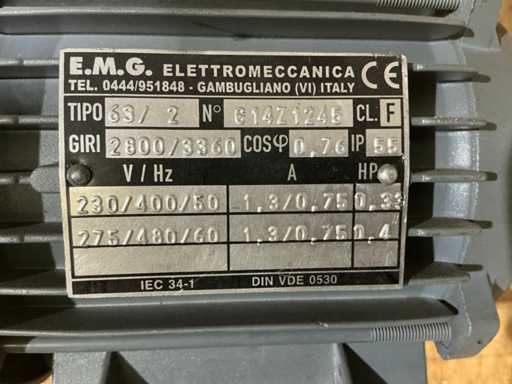 E.M.G. ELETTROMECCANICA CE
TEL. 0444/951848 - GAMBUGLIANO (VI) ITALY
TIPO 63/ 2 N° G14Z1245 CL. F
GIRI 2800/3360 COSφ 0,76 IP 55
V / Hz A HP
230/400/50 1,3/0,75 0,33
275/480/60 1,3/0,75 0,4
IEC 34-1 DIN VDE 0530